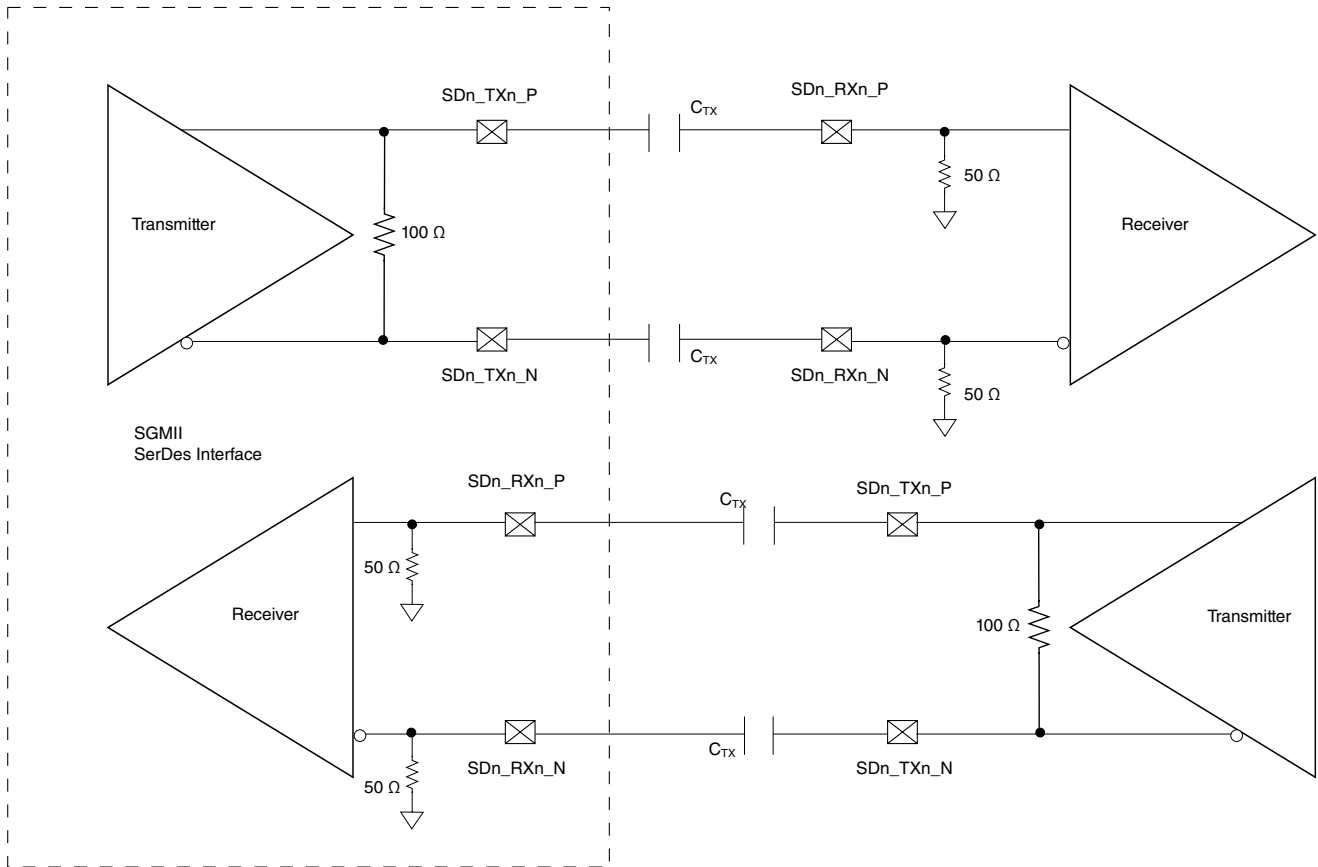 SDn_TXn_P
C_TX
SDn_RXn_P
50 Ω
Transmitter
100 Ω
Receiver
SDn_TXn_N
C_TX
SDn_RXn_N
50 Ω
SGMII
SerDes Interface
SDn_RXn_P
C_TX
SDn_TXn_P
50 Ω
Receiver
100 Ω
Transmitter
SDn_RXn_N
C_TX
SDn_TXn_N
50 Ω